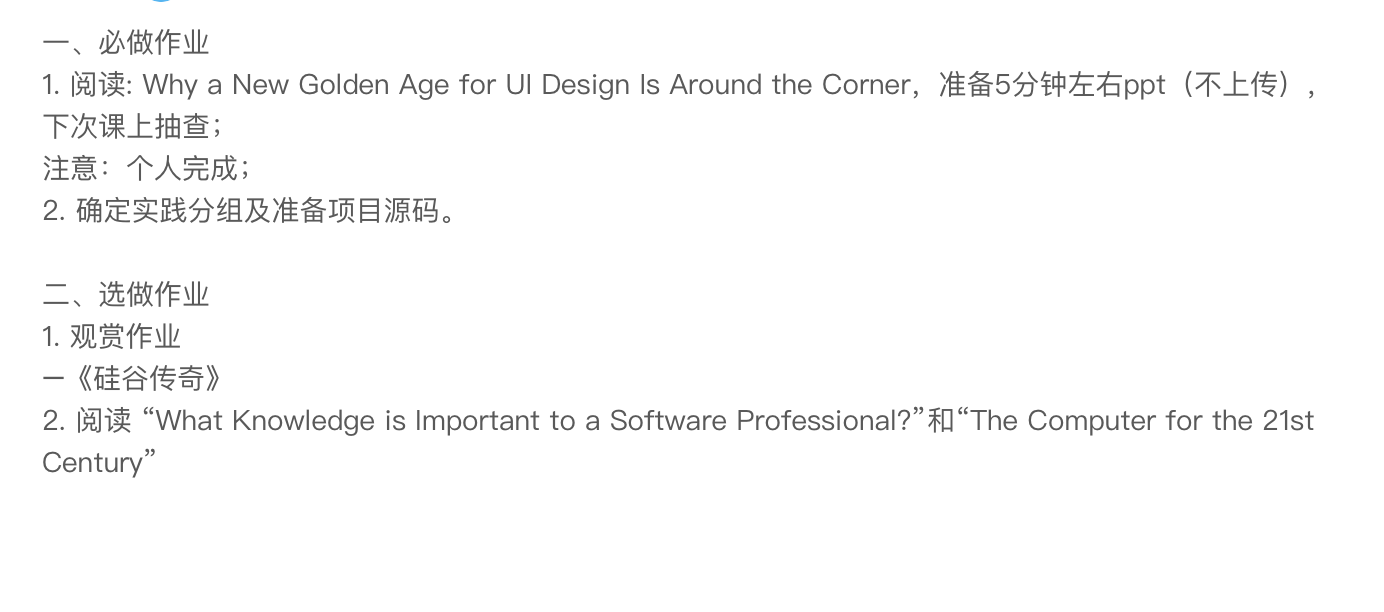 一、必做作业
1. 阅读: Why a New Golden Age for UI Design Is Around the Corner，准备5分钟左右ppt（不上传）,
下次课上抽查；
注意：个人完成；
2. 确定实践分组及准备项目源码。
二、选做作业
1. 观赏作业
—《硅谷传奇》
2. 阅读 “What Knowledge is Important to a Software Professional?”和“The Computer for the 21st
Century”